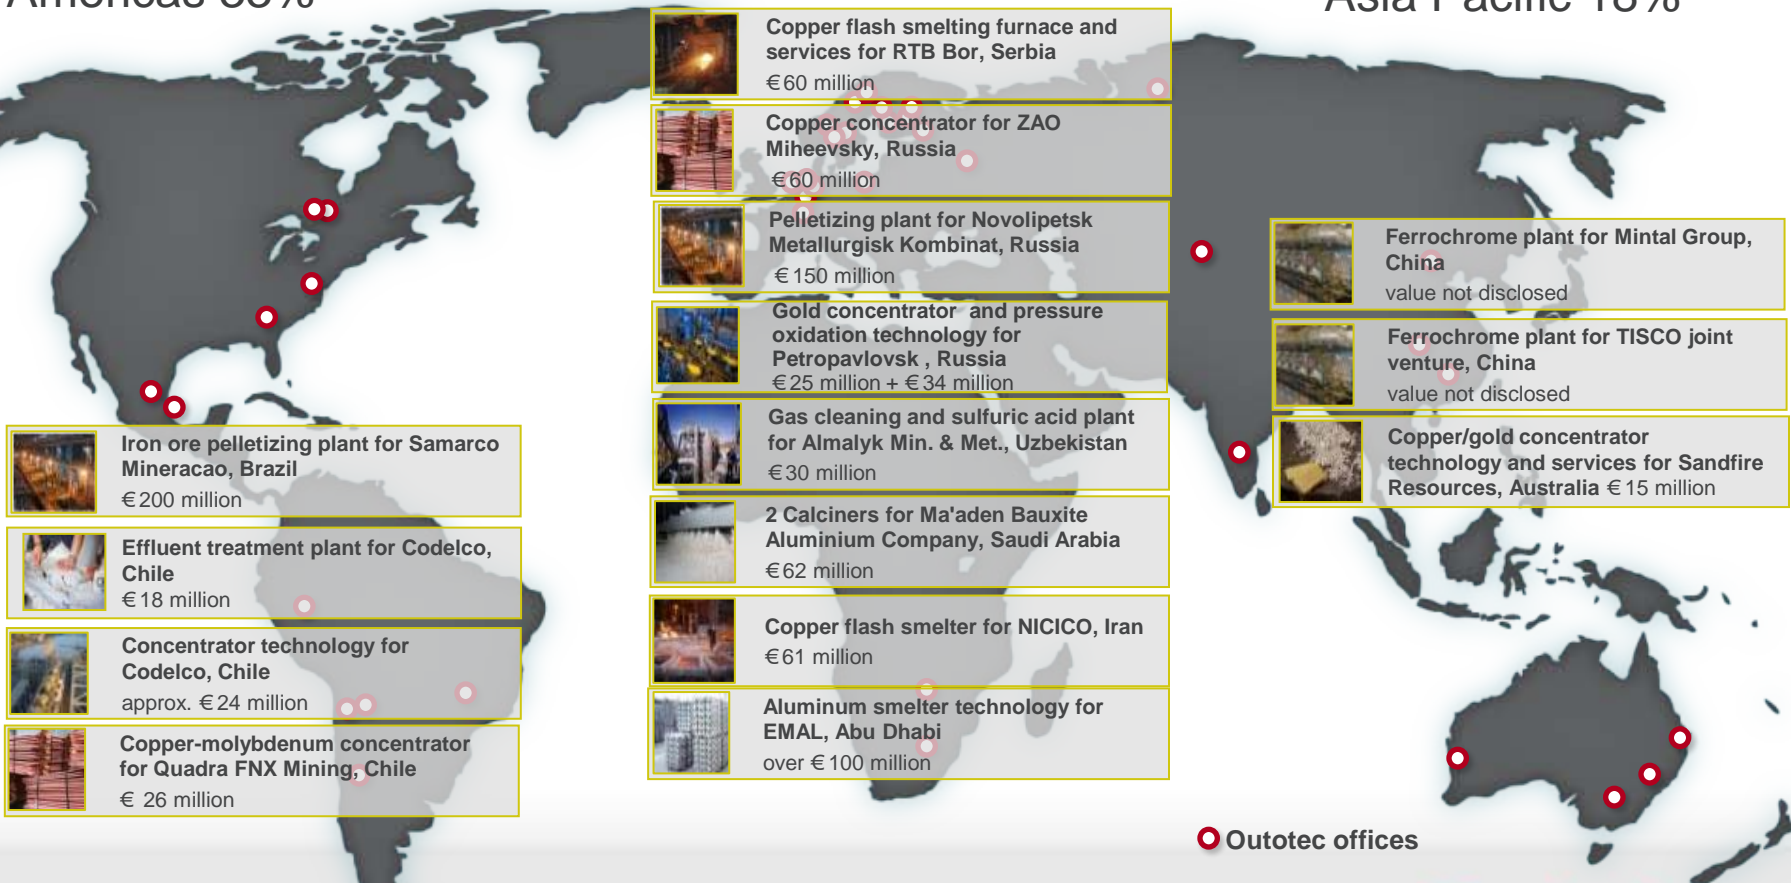 Asia Pacific 18%
Copper flash smelting furnace and
services for RTB Bor, Serbia
€60 million
Copper concentrator for ZAO
Miheevsky, Russia
€60 million
Pelletizing plant for Novolipetsk
Metallurgisk Kombinat, Russia
€150 million
Gold concentrator and pressure
oxidation technology for
Petropavlovsk , Russia
€25 million + €34 million
Gas cleaning and sulfuric acid plant
for Almalyk Min. & Met., Uzbekistan
€30 million
2 Calciners for Ma'aden Bauxite
Aluminium Company, Saudi Arabia
€62 million
Copper flash smelter for NICICO, Iran
€61 million
Aluminum smelter technology for
EMAL, Abu Dhabi
over €100 million
Iron ore pelletizing plant for Samarco
Mineracao, Brazil
€200 million
Effluent treatment plant for Codelco,
Chile
€18 million
Concentrator technology for
Codelco, Chile
approx. €24 million
Copper-molybdenum concentrator
for Quadra FNX Mining, Chile
€ 26 million
Ferrochrome plant for Mintal Group,
China
value not disclosed
Ferrochrome plant for TISCO joint
venture, China
value not disclosed
Copper/gold concentrator
technology and services for Sandfire
Resources, Australia €15 million
Outotec offices